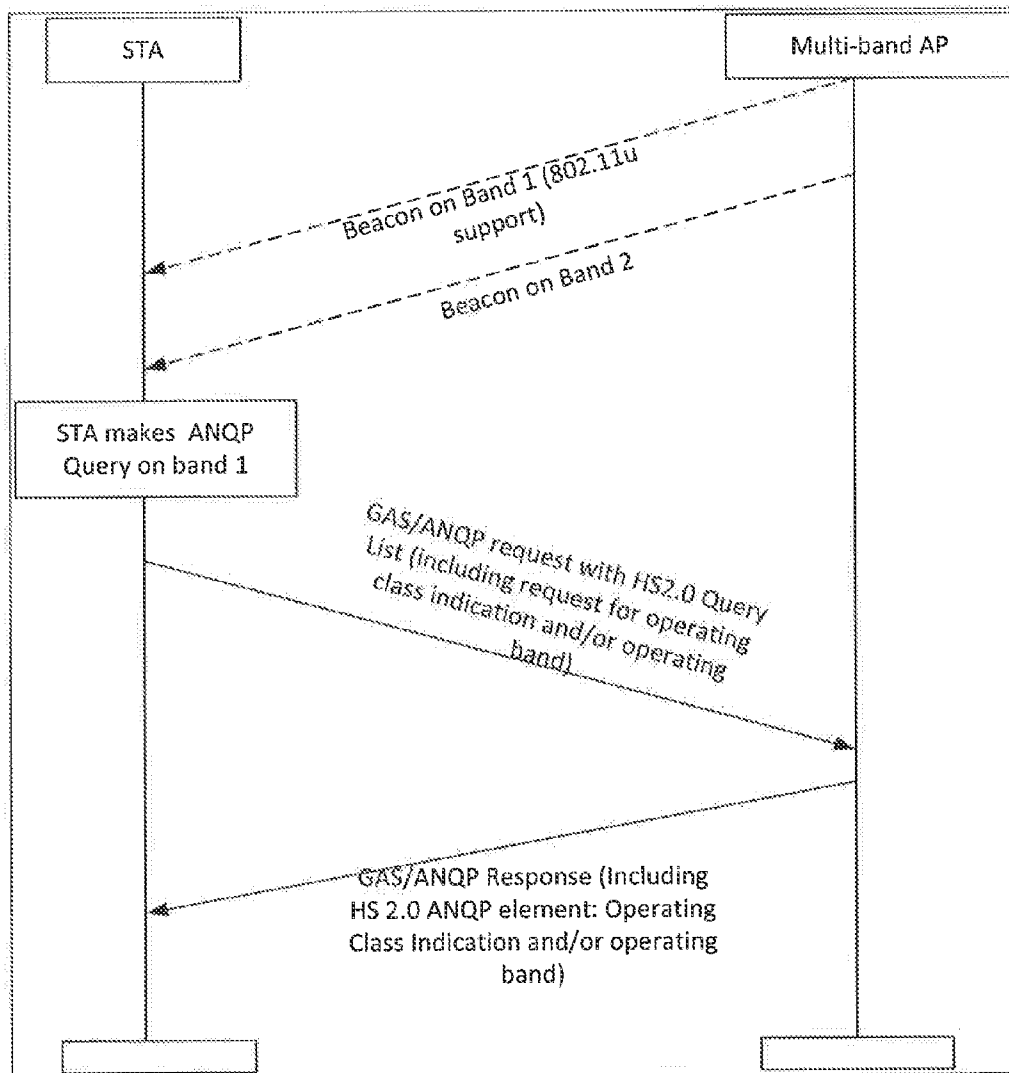 STA
Multi-band AP
Beacon on Band 1 (802.11u
support)
Beacon on Band 2
STA makes ANQP
Query on band 1
GAS/ANQP request with HS2.0 Query
List (including request for operating
class indication and/or operating
band)
GAS/ANQP Response (Including
HS 2.0 ANQP element: Operating
Class Indication and/or operating
band)